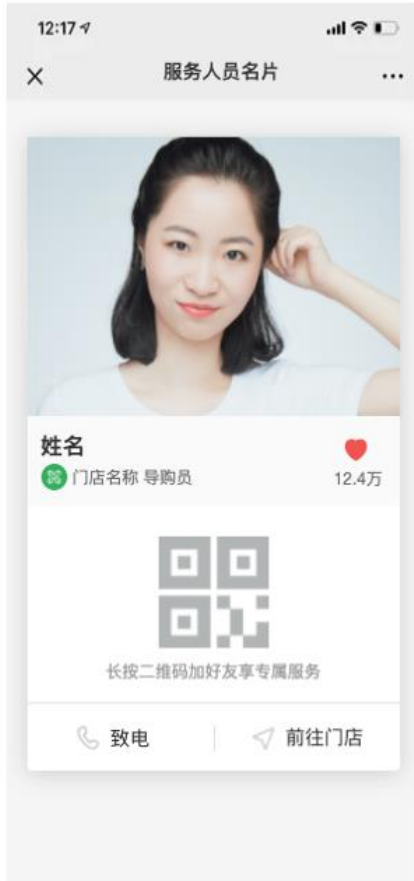 12:17
服务人员名片
姓名
门店名称 导购员
12.4万
长按二维码加好友享专属服务
致电
前往门店